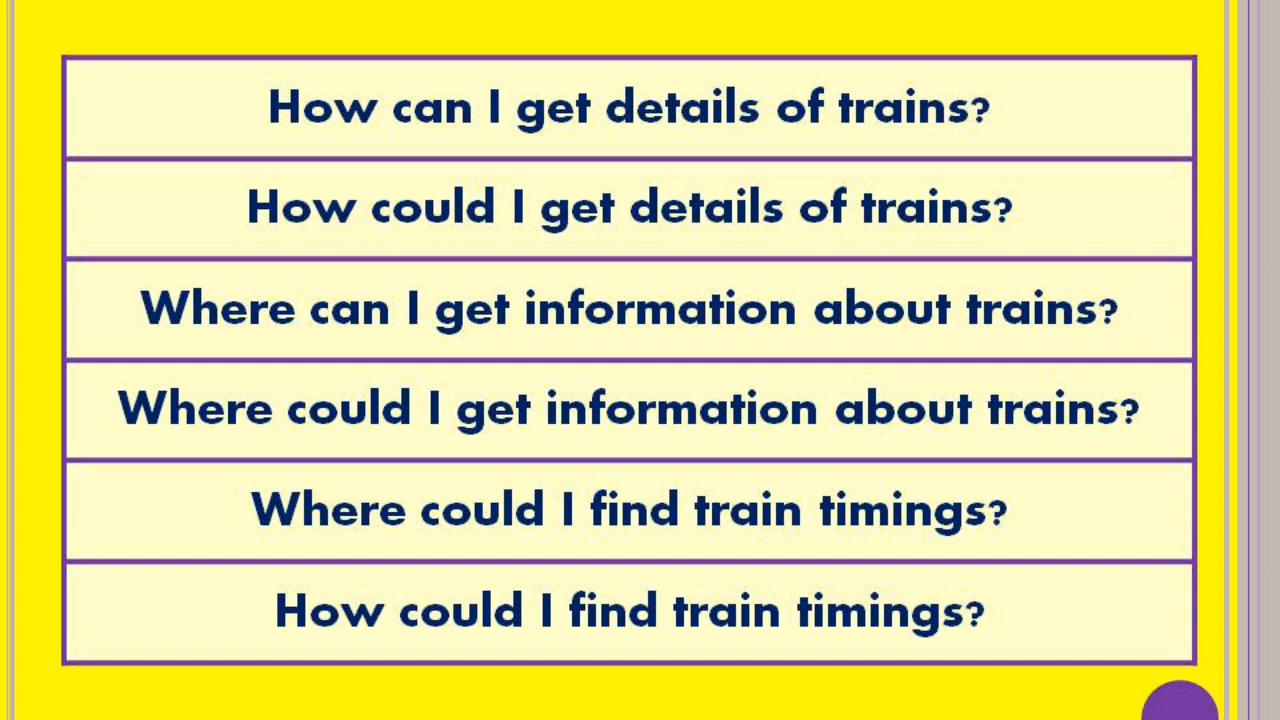 How can I get details of trains?
How could I get details of trains?
Where can I get information about trains?
Where could I get information about trains?
Where could I find train timings?
How could I find train timings?